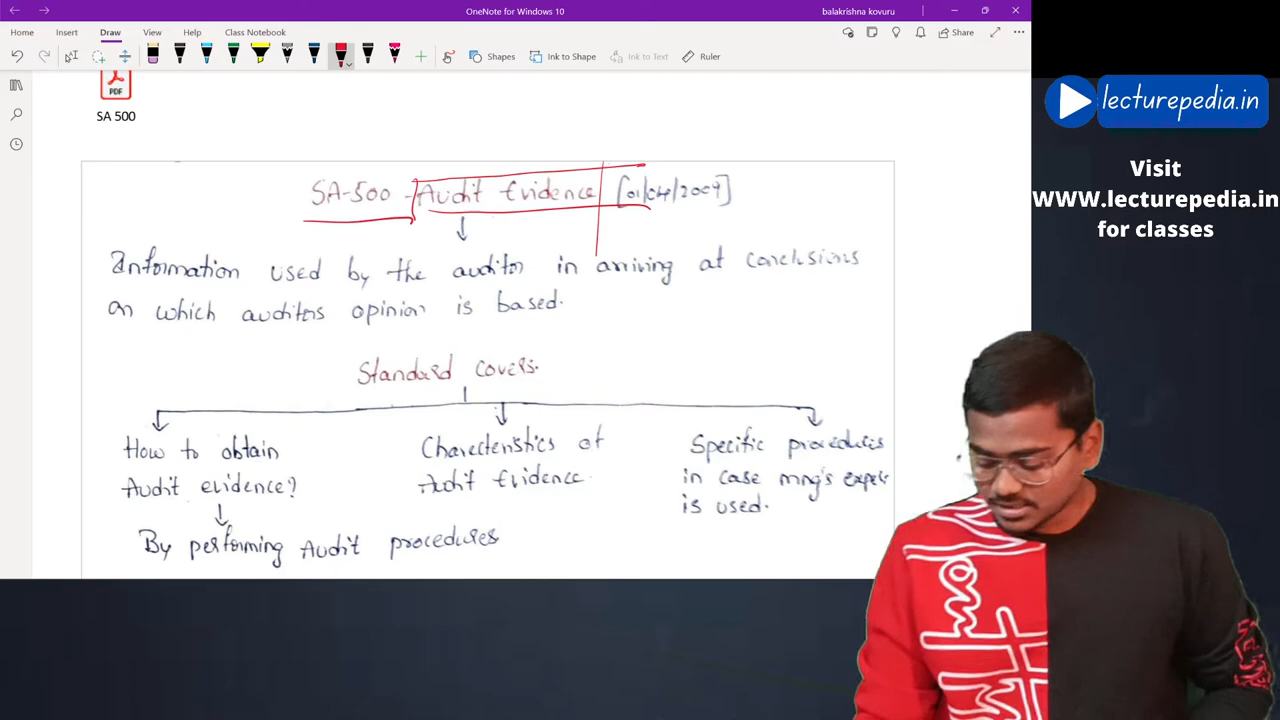 OneNote for Windows 10
balakrishna kovuru
Home Insert Draw View Help Class Notebook
Share
Shapes Ink to Shape Ink to Text Ruler
PDF
SA 500
SA-500 - Audit Evidence [01/04/2009]
Information used by the auditor in arriving at conclusions
on which auditors opinion is based.
Standard covers.
How to obtain
Audit evidence?
By performing Audit procedures
Characteristics of
Audit Evidence.
Specific procedures
in case mng's expert
is used.
lecturepedia.in
Visit
WWW.lecturepedia.in
for classes